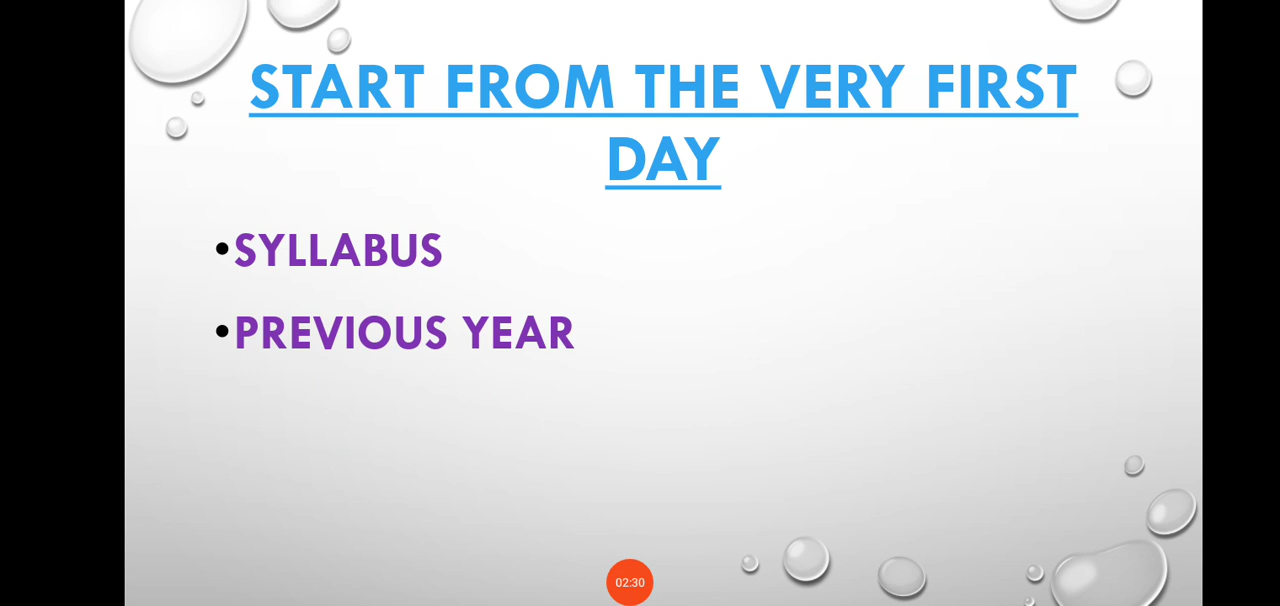 START FROM THE VERY FIRST
DAY
•SYLLABUS
•PREVIOUS YEAR
02:30